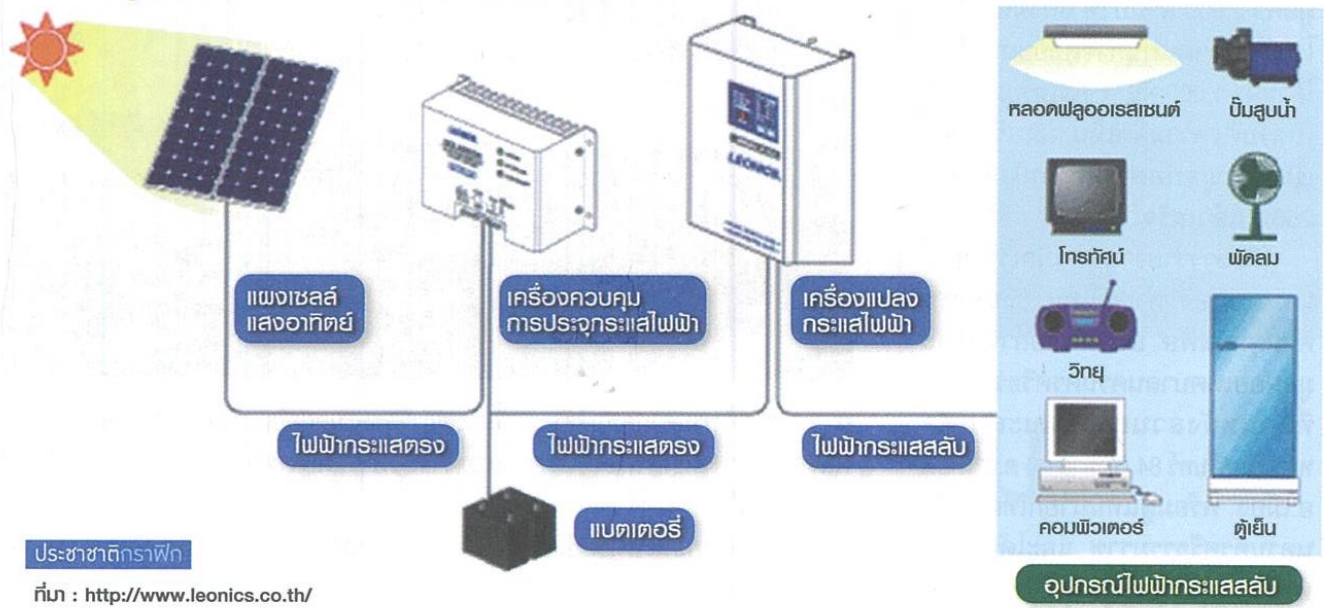 หลอดฟลูออเรสเซนต์
ปั๊มสูบน้ำ
LEONICS
โทรทัศน์
พัดลม
แผงเซลล์
แสงอาทิตย์
เครื่องควบคุม
การประจุกระแสไฟฟ้า
เครื่องแปลง
กระแสไฟฟ้า
วิทยุ
ไฟฟ้ากระแสตรง
ไฟฟ้ากระแสตรง
ไฟฟ้ากระแสสลับ
แบตเตอรี่
คอมพิวเตอร์
ตู้เย็น
ประชาชาติกราฟิก
ที่มา : http://www.leonics.co.th/
อุปกรณ์ไฟฟ้ากระแสสลับ